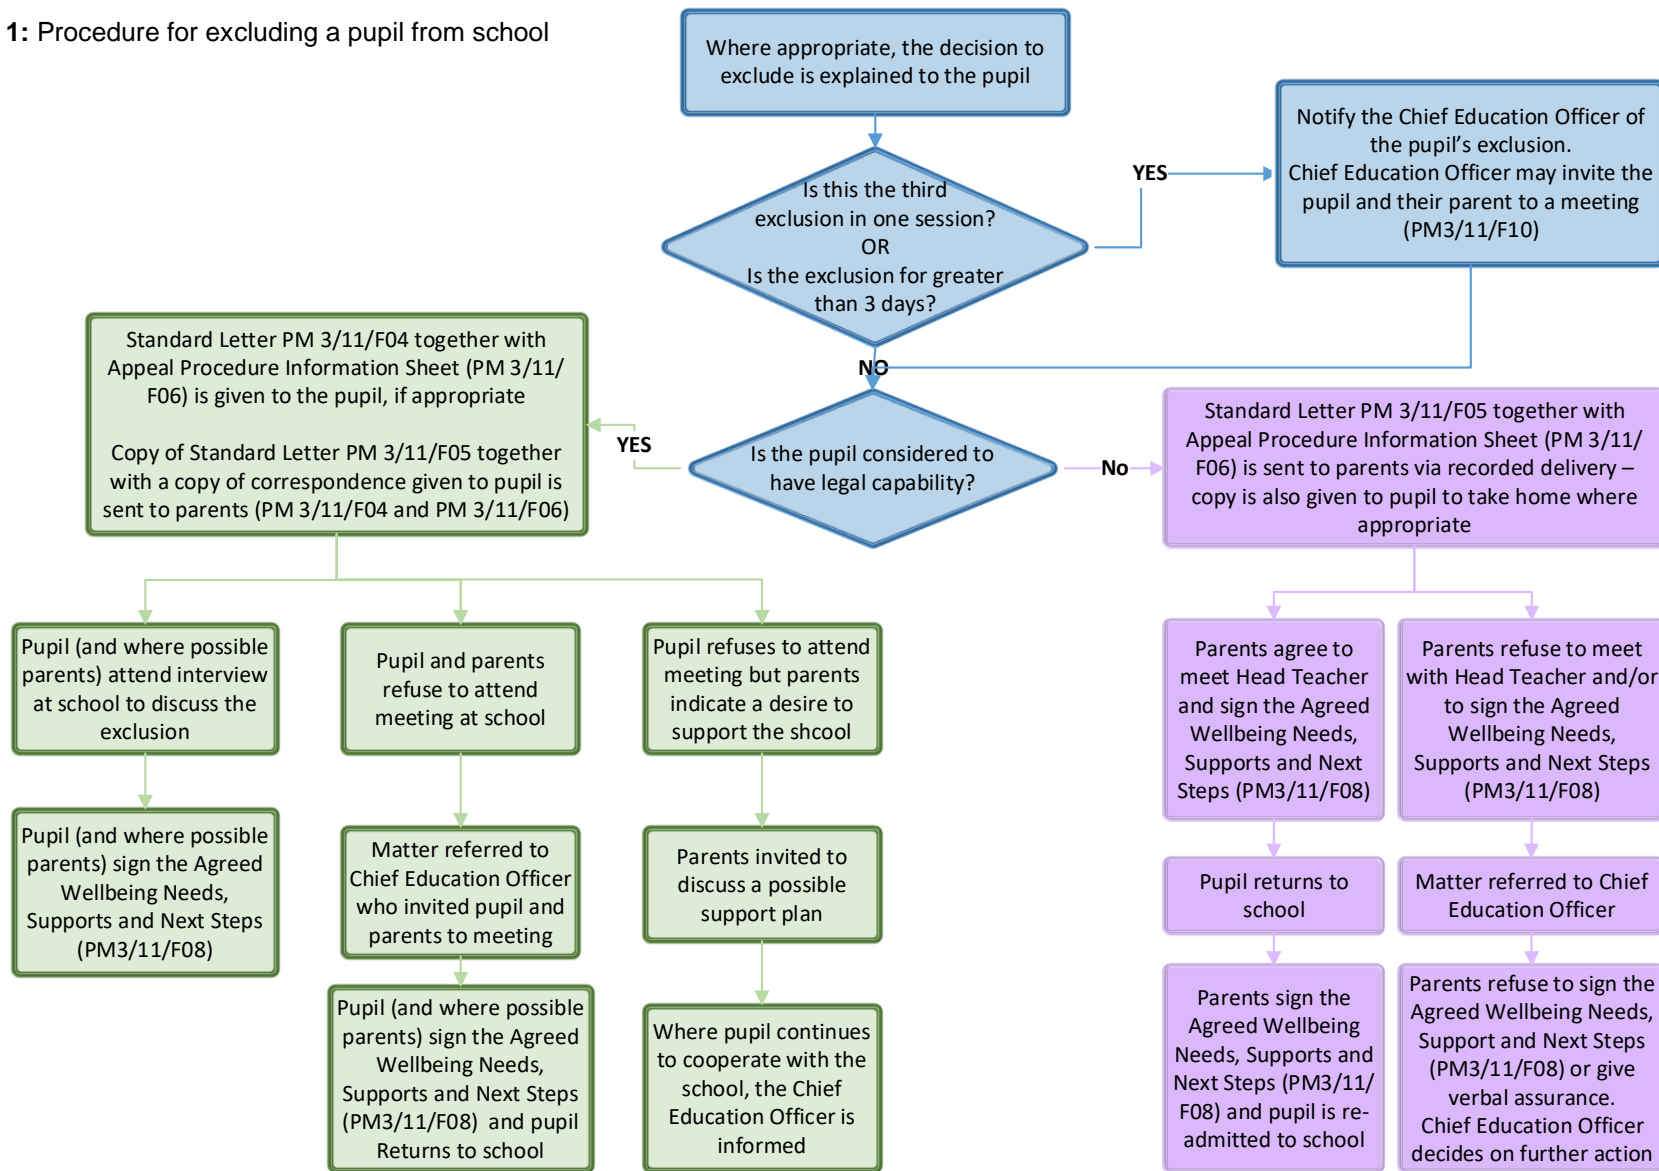 1: Procedure for excluding a pupil from school
Where appropriate, the decision to
exclude is explained to the pupil
Is this the third
exclusion in one session?
OR
Is the exclusion for greater
than 3 days?
YES
Notify the Chief Education Officer of
the pupil’s exclusion.
Chief Education Officer may invite the
pupil and their parent to a meeting
(PM3/11/F10)
NO
Is the pupil considered to
have legal capability?
YES
Standard Letter PM 3/11/F04 together with
Appeal Procedure Information Sheet (PM 3/11/
F06) is given to the pupil, if appropriate
Copy of Standard Letter PM 3/11/F05 together
with a copy of correspondence given to pupil is
sent to parents (PM 3/11/F04 and PM 3/11/F06)
No
Standard Letter PM 3/11/F05 together with
Appeal Procedure Information Sheet (PM 3/11/
F06) is sent to parents via recorded delivery –
copy is also given to pupil to take home where
appropriate
Pupil (and where possible
parents) attend interview
at school to discuss the
exclusion
Pupil (and where possible
parents) sign the Agreed
Wellbeing Needs,
Supports and Next Steps
(PM3/11/F08)
Pupil and parents
refuse to attend
meeting at school
Matter referred to
Chief Education Officer
who invited pupil and
parents to meeting
Pupil (and where possible
parents) sign the Agreed
Wellbeing Needs,
Supports and Next Steps
(PM3/11/F08) and pupil
Returns to school
Pupil refuses to attend
meeting but parents
indicate a desire to
support the shcool
Parents invited to
discuss a possible
support plan
Where pupil continues
to cooperate with the
school, the Chief
Education Officer is
informed
Parents agree to
meet Head Teacher
and sign the Agreed
Wellbeing Needs,
Supports and Next
Steps (PM3/11/F08)
Pupil returns to
school
Parents sign the
Agreed Wellbeing
Needs, Supports and
Next Steps (PM3/11/
F08) and pupil is re-
admitted to school
Parents refuse to meet
with Head Teacher and/or
to sign the Agreed
Wellbeing Needs,
Supports and Next Steps
(PM3/11/F08)
Matter referred to Chief
Education Officer
Parents refuse to sign the
Agreed Wellbeing Needs,
Support and Next Steps
(PM3/11/F08) or give
verbal assurance.
Chief Education Officer
decides on further action